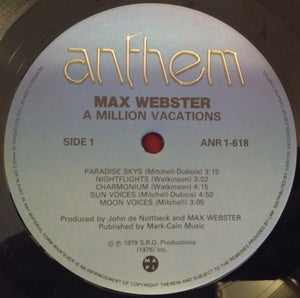 anthem
MAX WEBSTER
A MILLION VACATIONS
SIDE 1 ANR 1-618
PARADISE SKYS (Mitchell-Dubois) 3:15
NIGHTFLIGHTS (Watkinson) 3:02
CHARMONIUM (Watkinson) 4:15
SUN VOICES (Mitchell-Dubois) 4:50
MOON VOICES (Mitchell) 3:05
Produced by John de Nottbeck and MAX WEBSTER
Published by Mark-Cain Music
℗ © 1979 S.R.O. Productions
(1975) Inc.
MAPL